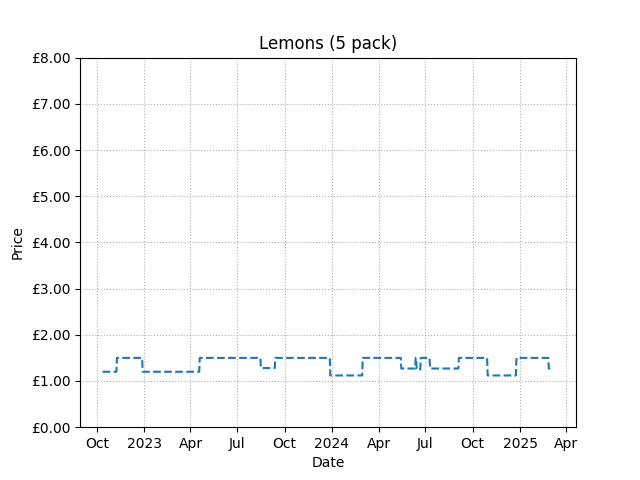 Lemons (5 pack)
£8.00
£7.00
£6.00
£5.00
£4.00
£3.00
£2.00
£1.00
£0.00
Price
Oct 2023 Apr Jul Oct 2024 Apr Jul Oct 2025 Apr
Date